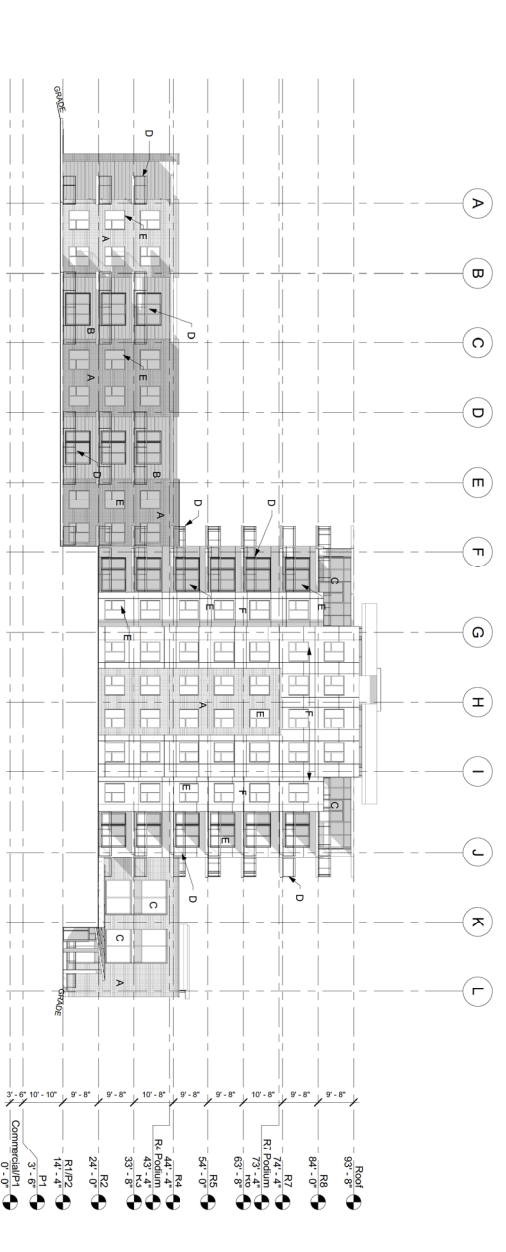 A
B
C
D
E
F
G
H
I
J
K
L
GRADE
D
E
A
D
B
E
A
D
B
E
A
D
D
E
E
C
F
E
F
A
E
F
E
C
E
D
D
C
C
A
GRADE
9' - 8"
9' - 8"
10' - 8"
9' - 8"
9' - 8"
10' - 8"
9' - 8"
9' - 8"
10' - 10"
3' - 6"
Roof
93' - 8"
R8
84' - 0"
R7
74' - 4"
R7 Podium
73' - 4"
R6
63' - 8"
R5
54' - 0"
R4
44' - 4"
R4 Podium
43' - 4"
R3
33' - 8"
R2
24' - 0"
R1/P2
14' - 4"
P1
3' - 6"
Commercial/P1
0' - 0"